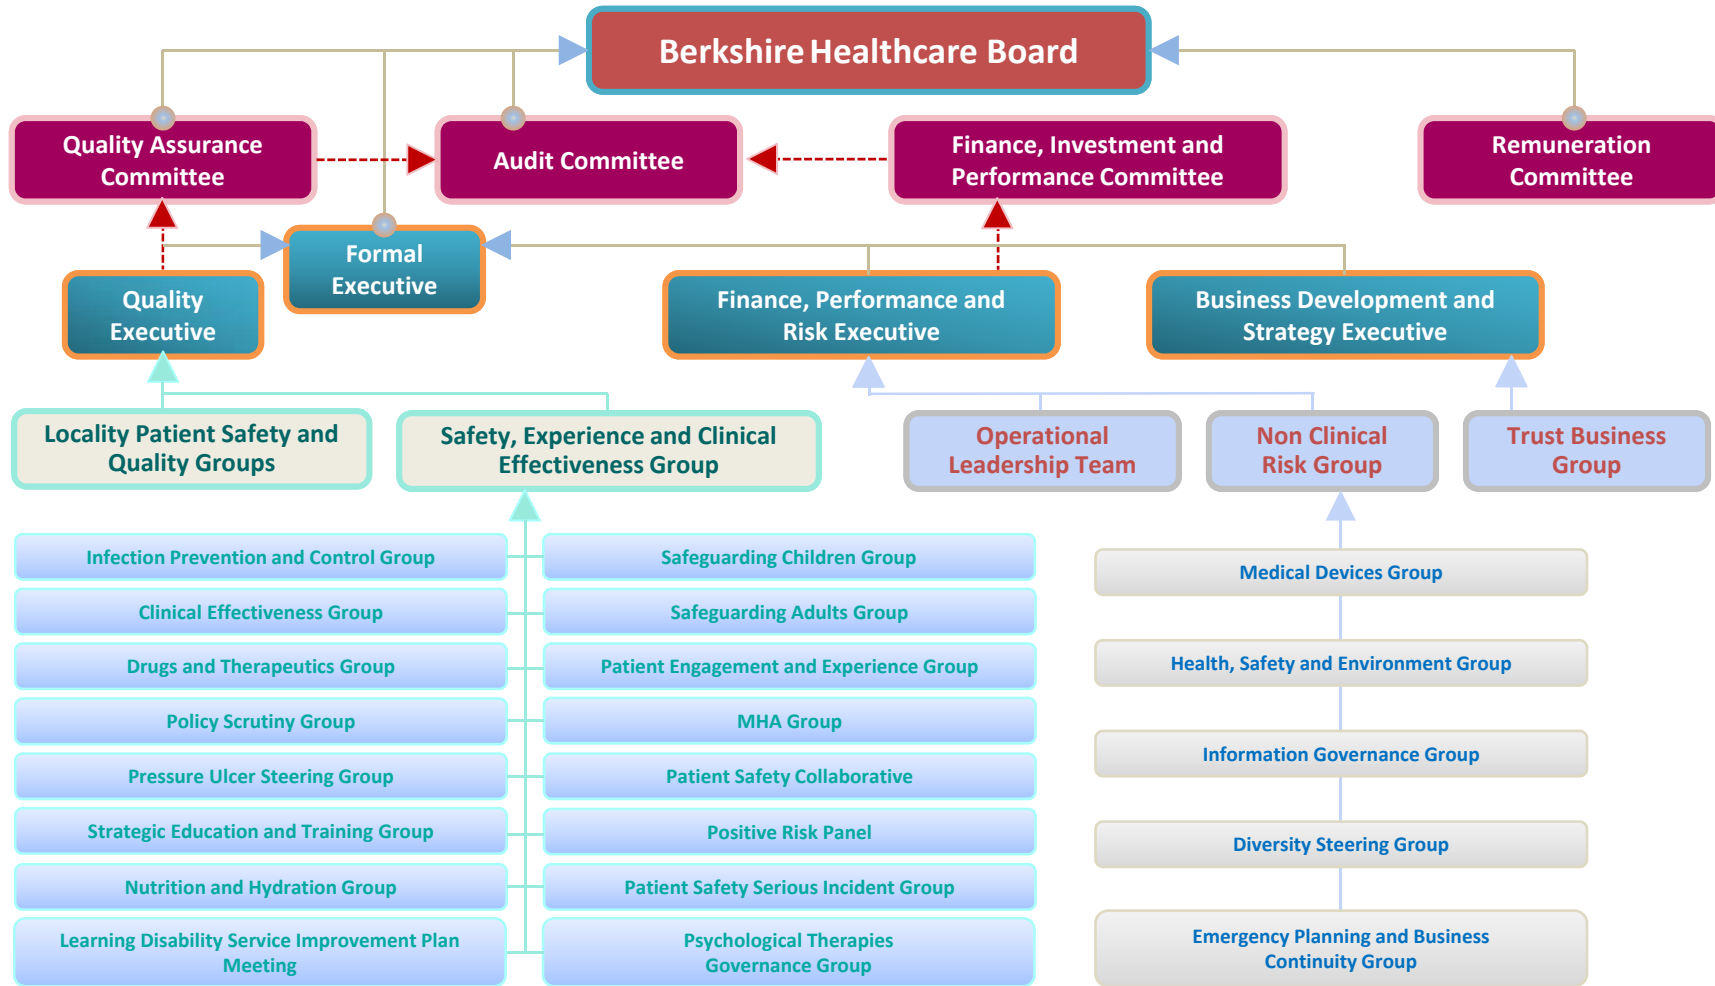 Berkshire Healthcare Board
Quality Assurance
Committee
Audit Committee
Finance, Investment and
Performance Committee
Remuneration
Committee
Formal
Executive
Quality
Executive
Finance, Performance and
Risk Executive
Business Development and
Strategy Executive
Locality Patient Safety and
Quality Groups
Safety, Experience and Clinical
Effectiveness Group
Operational
Leadership Team
Non Clinical
Risk Group
Trust Business
Group
Infection Prevention and Control Group
Safeguarding Children Group
Clinical Effectiveness Group
Safeguarding Adults Group
Drugs and Therapeutics Group
Patient Engagement and Experience Group
Policy Scrutiny Group
MHA Group
Pressure Ulcer Steering Group
Patient Safety Collaborative
Strategic Education and Training Group
Positive Risk Panel
Nutrition and Hydration Group
Patient Safety Serious Incident Group
Learning Disability Service Improvement Plan
Meeting
Psychological Therapies
Governance Group
Medical Devices Group
Health, Safety and Environment Group
Information Governance Group
Diversity Steering Group
Emergency Planning and Business
Continuity Group